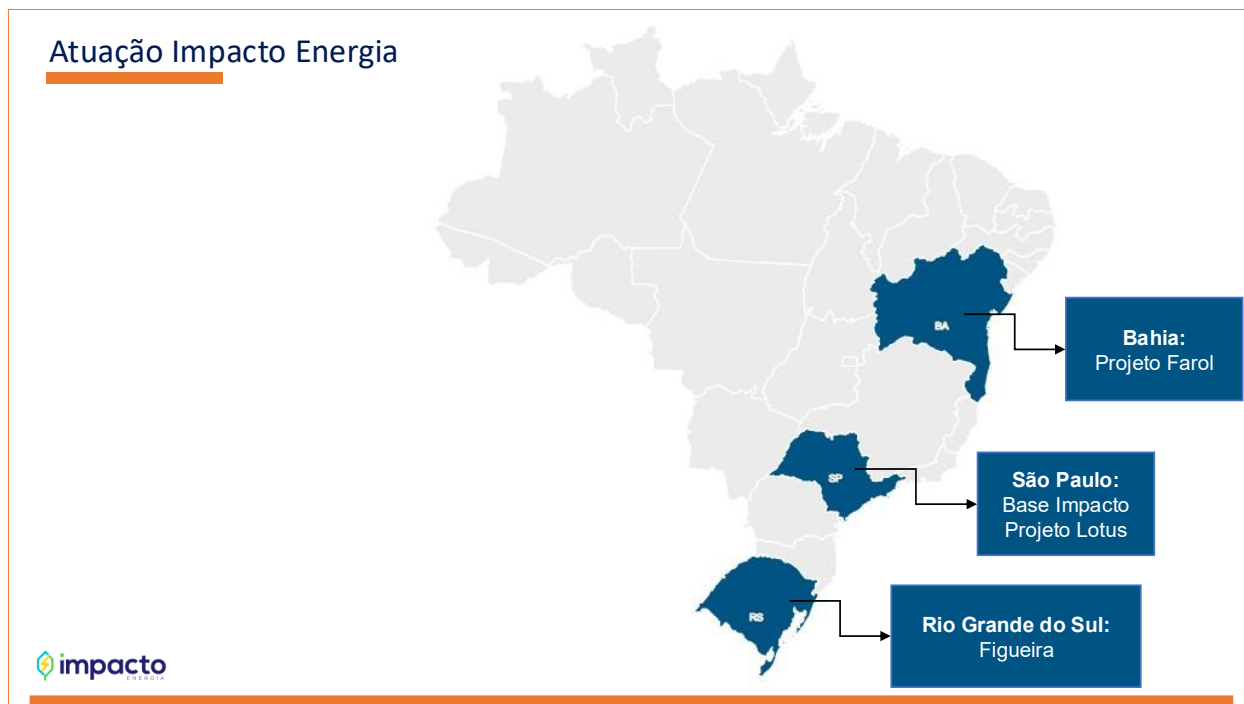 Atuação Impacto Energia
BA
Bahia:
Projeto Farol
SP
São Paulo:
Base Impacto
Projeto Lotus
RS
Rio Grande do Sul:
Figueira
impacto
ENERGIA